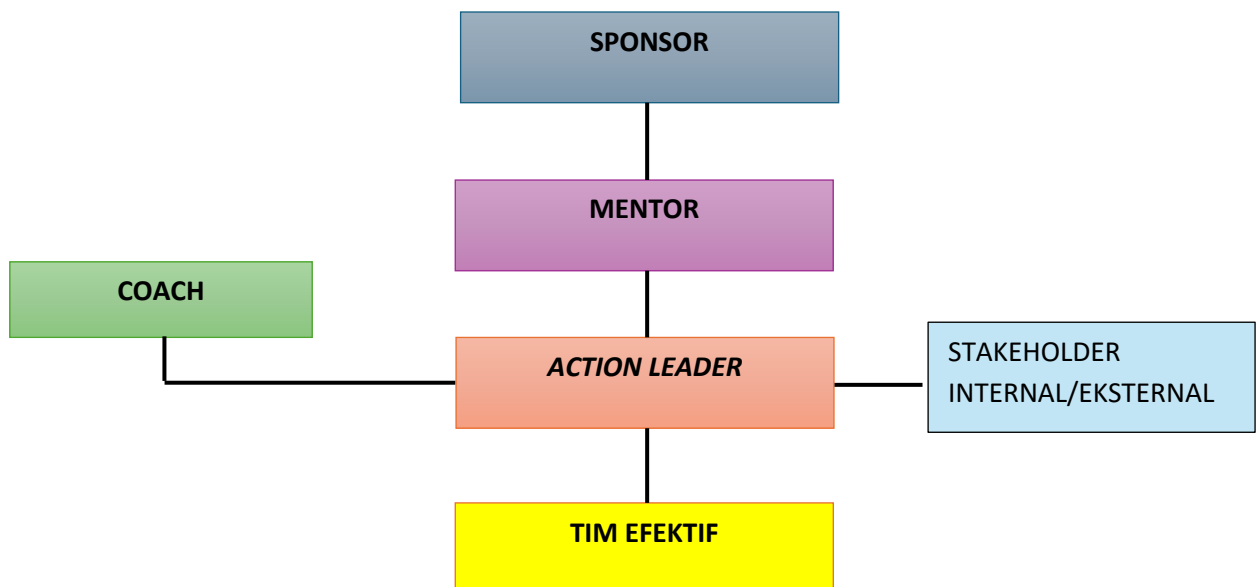 SPONSOR
MENTOR
COACH
ACTION LEADER
STAKEHOLDER
INTERNAL/EKSTERNAL
TIM EFEKTIF